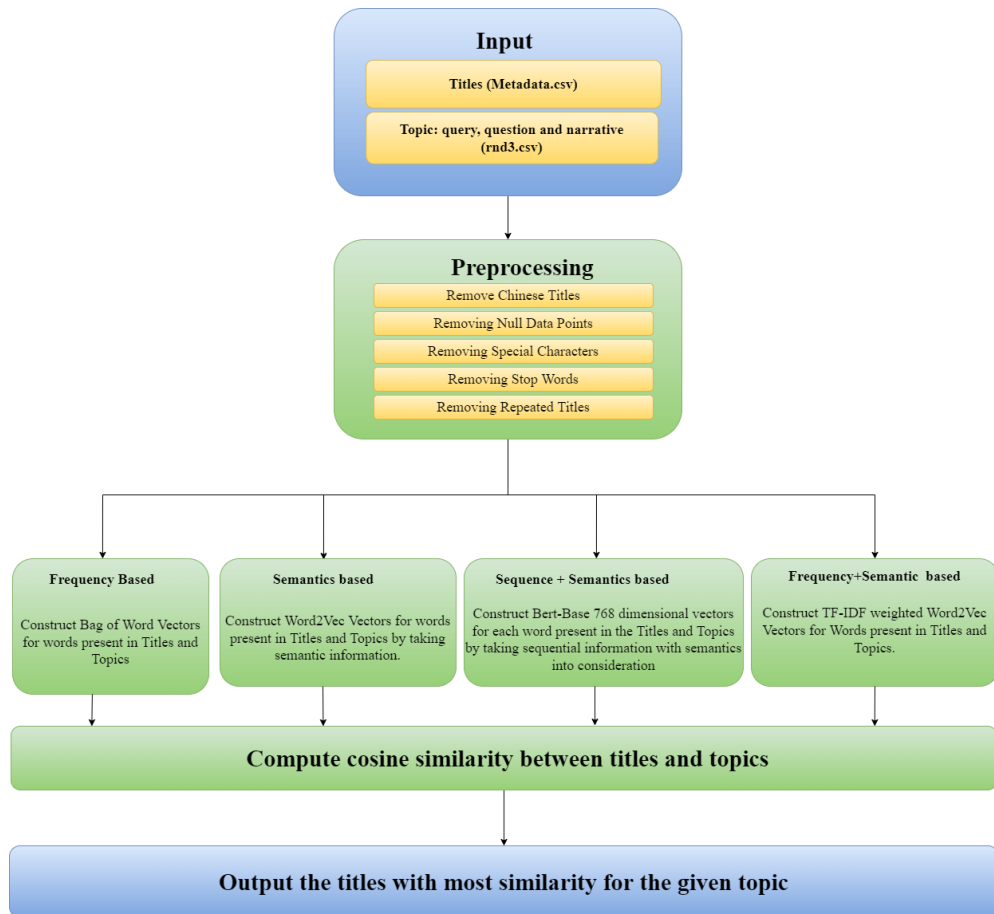 Input
Titles (Metadata.csv)
Topic: query, question and narrative
(rnd3.csv)
Preprocessing
Remove Chinese Titles
Removing Null Data Points
Removing Special Characters
Removing Stop Words
Removing Repeated Titles
Frequency Based
Construct Bag of Word Vectors
for words present in Titles and
Topics
Semantics based
Construct Word2Vec Vectors for words
present in Titles and Topics by taking
semantic information.
Sequence + Semantics based
Construct Bert-Base 768 dimensional vectors
for each word present in the Titles and Topics
by taking sequential information with semantics
into consideration
Frequency+Semantic based
Construct TF-IDF weighted Word2Vec
Vectors for Words present in Titles and
Topics.
Compute cosine similarity between titles and topics
Output the titles with most similarity for the given topic